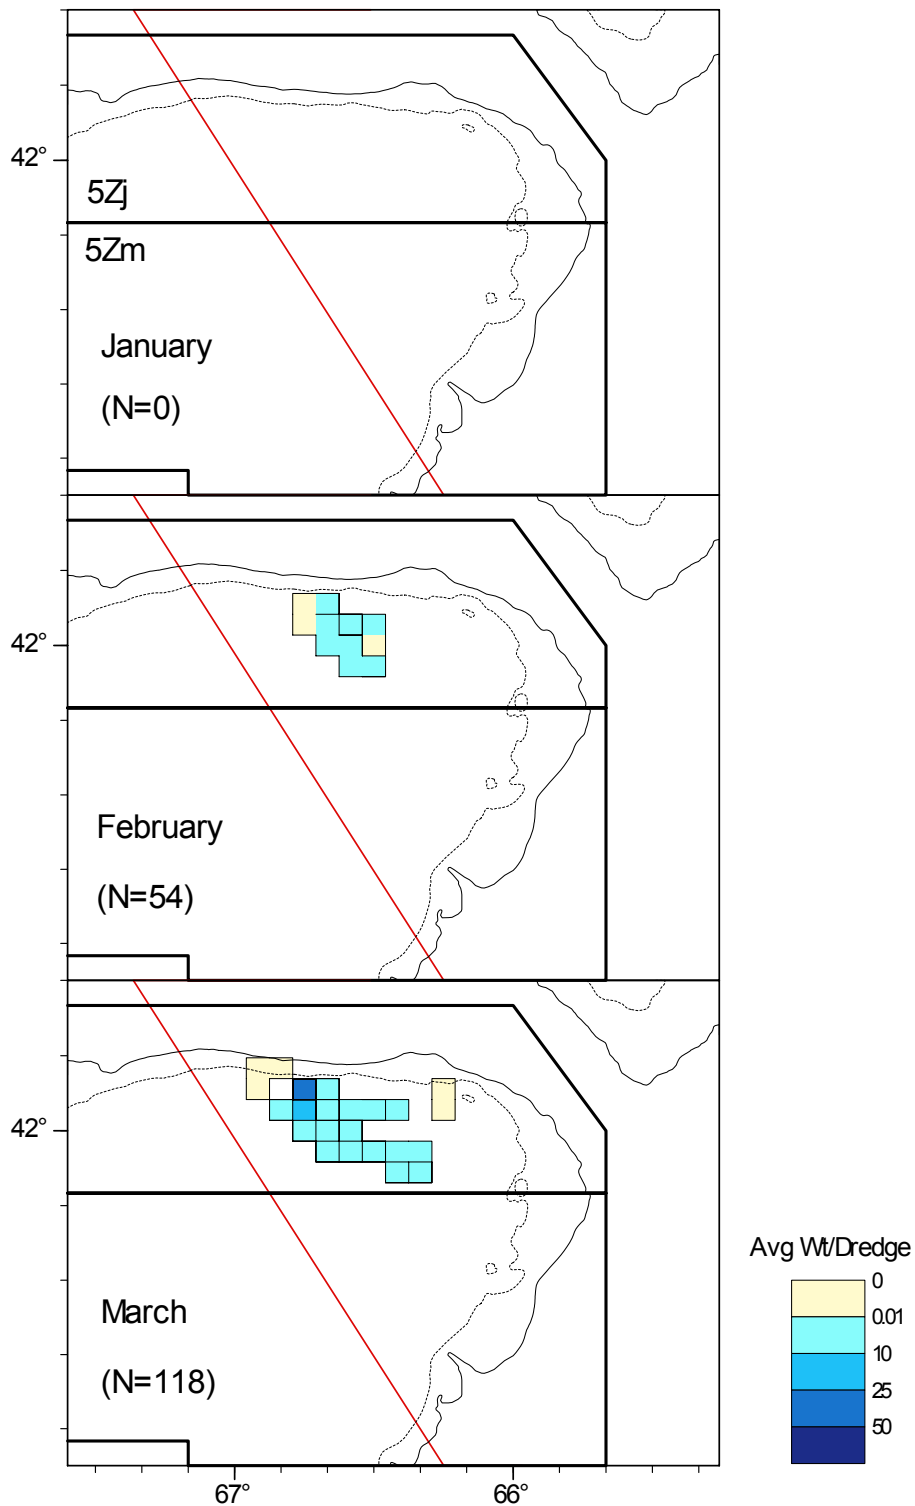 42°
5Zj
5Zm
January
(N=0)
42°
February
(N=54)
42°
March
(N=118)
67°
66°
Avg Wt/Dredge
0
0.01
10
25
50